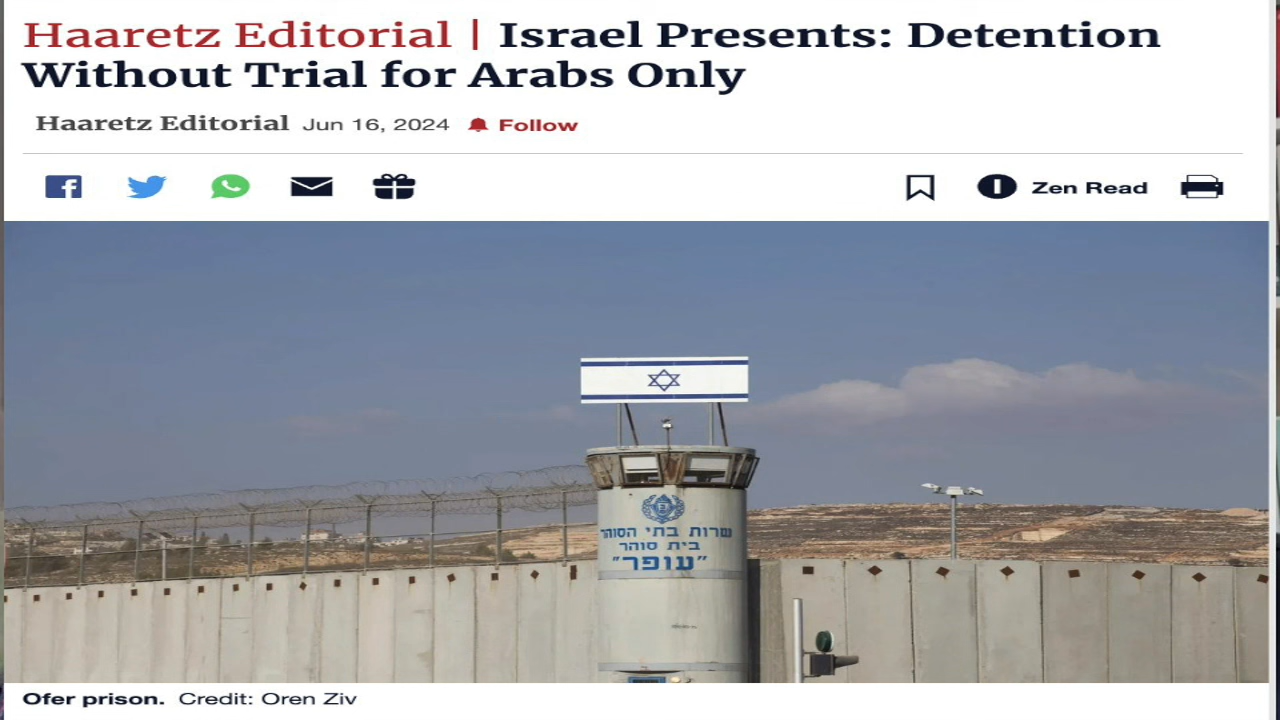 Haaretz Editorial | Israel Presents: Detention
Without Trial for Arabs Only
Haaretz Editorial Jun 16, 2024 Follow
Zen Read
שרות בתי הסוהר
בית סוהר
"עופר"
Ofer prison. Credit: Oren Ziv